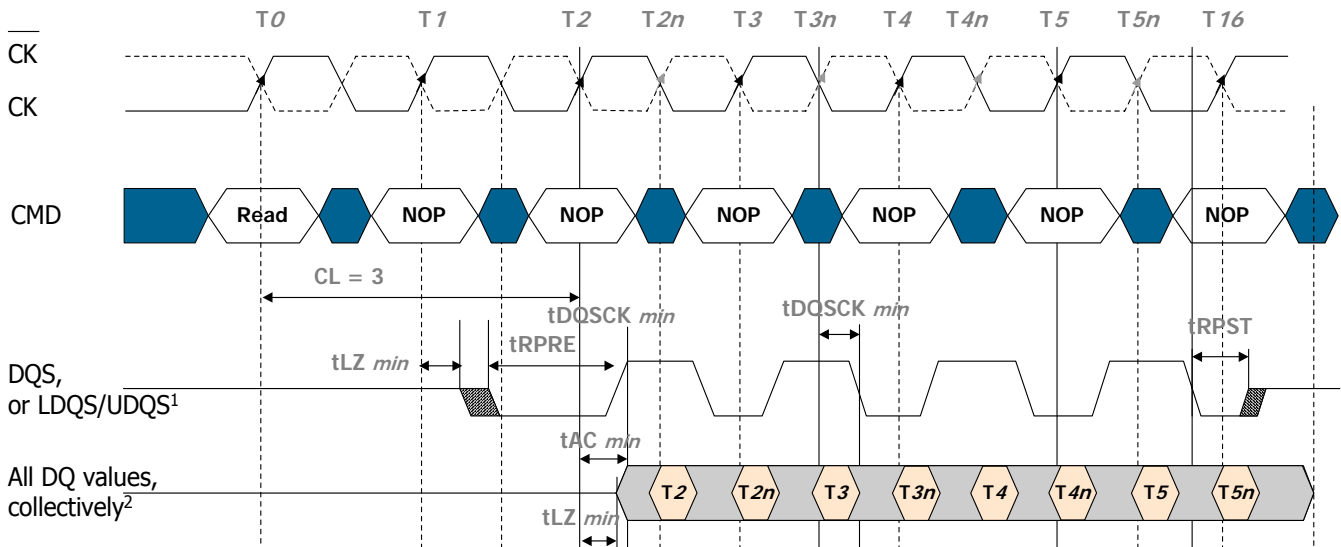 T0 T1 T2 T2n T3 T3n T4 T4n T5 T5n T16
CK
CK
CMD Read NOP NOP NOP NOP NOP NOP
CL = 3
tDQSCK min tDQSCK min
tRPST
tRPRE
tLZ min
DQS,
or LDQS/UDQS1
tAC min
All DQ values,
collectively2
T2 T2n T3 T3n T4 T4n T5 T5n
tLZ min